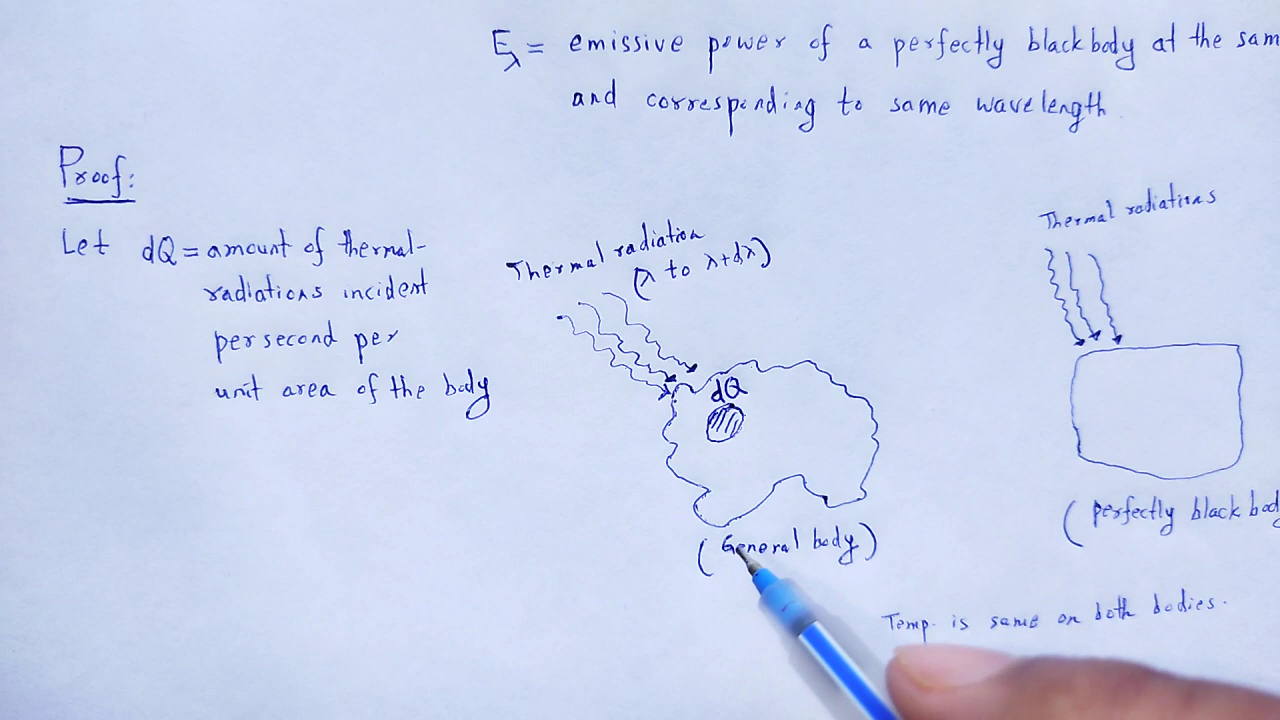 Eλ = emissive power of a perfectly blackbody at the sam
and corresponding to same wavelength
Proof:
Let dQ = amount of thermal-
radiations incident
per second per
unit area of the body
Thermal radiation
(λ to λ+dλ)
dQ
(General body)
Thermal radiations
(perfectly black bod
Temp. is same on both bodies.